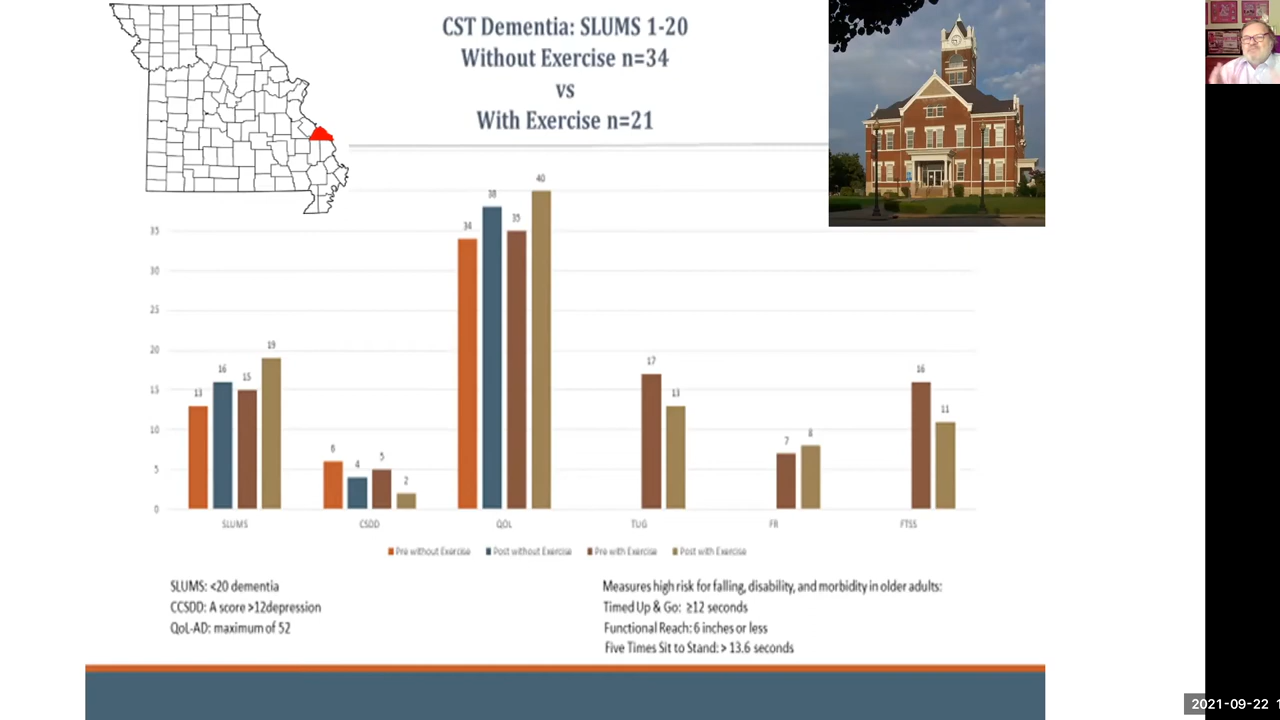 CST Dementia: SLUMS 1-20
Without Exercise n=34
vs
With Exercise n=21
40
38
35
34
35
30
25
20
15
10
5
0
13
16
15
19
6
4
5
2
17
13
7
8
16
11
SLUMS
CSDD
QOL
TUG
FR
FTSS
Pre without Exercise
Post without Exercise
Pre with Exercise
Post with Exercise
SLUMS: <20 dementia
CCSDD: A score >12depression
QoL-AD: maximum of 52
Measures high risk for falling, disability, and morbidity in older adults:
Timed Up & Go: ≥12 seconds
Functional Reach: 6 inches or less
Five Times Sit to Stand: > 13.6 seconds
2021-09-22